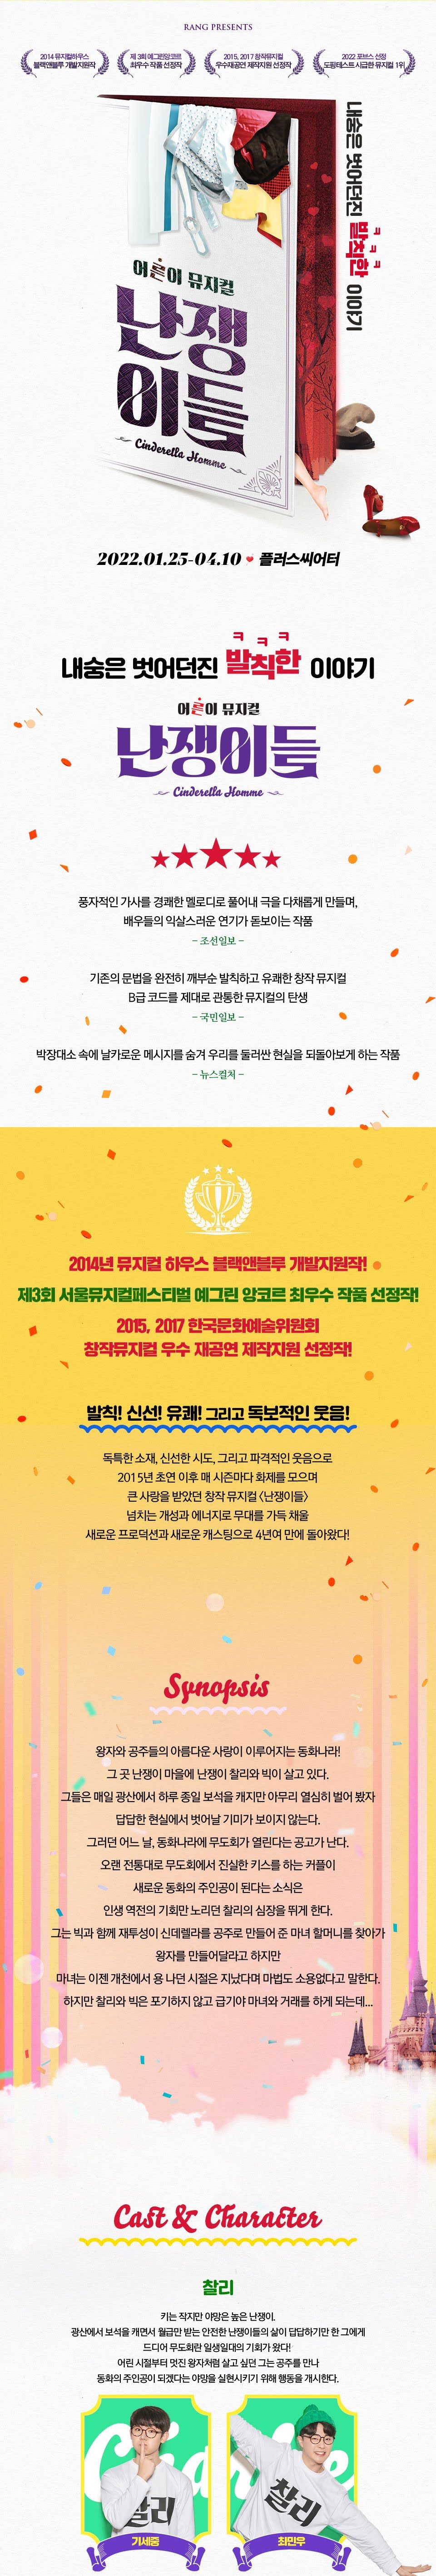 RANG PRESENTS
2014 뮤지컬하우스
블랙앤블루 개발지원작
제 3회 예그린앙코르
최우수 작품 선정작
2015, 2017 창작뮤지컬
우수재공연 제작지원 선정작
2022 포브스 선정
도핑테스트 시급한 뮤지컬 1위
내숭은 벗어던진 발칙한 이야기
ㅋㅋㅋ
어른이 뮤지컬
난쟁
이들
Cinderella Homme
2022.01.25-04.10 플러스씨어터
ㅋㅋㅋ
내숭은 벗어던진 발칙한 이야기
어른이 뮤지컬
난쟁이들
Cinderella Homme
풍자적인 가사를 경쾌한 멜로디로 풀어내 극을 다채롭게 만들며,
배우들의 익살스러운 연기가 돋보이는 작품
- 조선일보 -
기존의 문법을 완전히 깨부순 발칙하고 유쾌한 창작 뮤지컬
B급 코드를 제대로 관통한 뮤지컬의 탄생
- 국민일보 -
박장대소 속에 날카로운 메시지를 숨겨 우리를 둘러싼 현실을 되돌아보게 하는 작품
- 뉴스컬처 -
2014년 뮤지컬 하우스 블랙앤블루 개발지원작!
제3회 서울뮤지컬페스티벌 예그린 앙코르 최우수 작품 선정작!
2015, 2017 한국문화예술위원회
창작뮤지컬 우수 재공연 제작지원 선정작!
발칙! 신선! 유쾌! 그리고 독보적인 웃음!
독특한 소재, 신선한 시도, 그리고 파격적인 웃음으로
2015년 초연 이후 매 시즌마다 화제를 모으며
큰 사랑을 받았던 창작 뮤지컬 <난쟁이들>
넘치는 개성과 에너지로 무대를 가득 채울
새로운 프로덕션과 새로운 캐스팅으로 4년여 만에 돌아왔다!
Synopsis
왕자와 공주들의 아름다운 사랑이 이루어지는 동화나라!
그 곳 난쟁이 마을에 난쟁이 찰리와 빅이 살고 있다.
그들은 매일 광산에서 하루 종일 보석을 캐지만 아무리 열심히 벌어 봤자
답답한 현실에서 벗어날 기미가 보이지 않는다.
그러던 어느 날, 동화나라에 무도회가 열린다는 공고가 난다.
오랜 전통대로 무도회에서 진실한 키스를 하는 커플이
새로운 동화의 주인공이 된다는 소식은
인생 역전의 기회만 노리던 찰리의 심장을 뛰게 한다.
그는 빅과 함께 재투성이 신데렐라를 공주로 만들어 준 마녀 할머니를 찾아가
왕자를 만들어달라고 하지만
마녀는 이젠 개천에서 용 나던 시절은 지났다며 마법도 소용없다고 말한다.
하지만 찰리와 빅은 포기하지 않고 급기야 마녀와 거래를 하게 되는데...
Cast & Character
찰리
키는 작지만 야망은 높은 난쟁이.
광산에서 보석을 캐면서 월급만 받는 안전한 난쟁이들의 삶이 답답하기만 한 그에게
드디어 무도회란 일생일대의 기회가 왔다!
어린 시절부터 멋진 왕자처럼 살고 싶던 그는 공주를 만나
동화의 주인공이 되겠다는 야망을 실현시키기 위해 행동을 개시한다.
Charlie
찰리
찰리
기세중
최민우